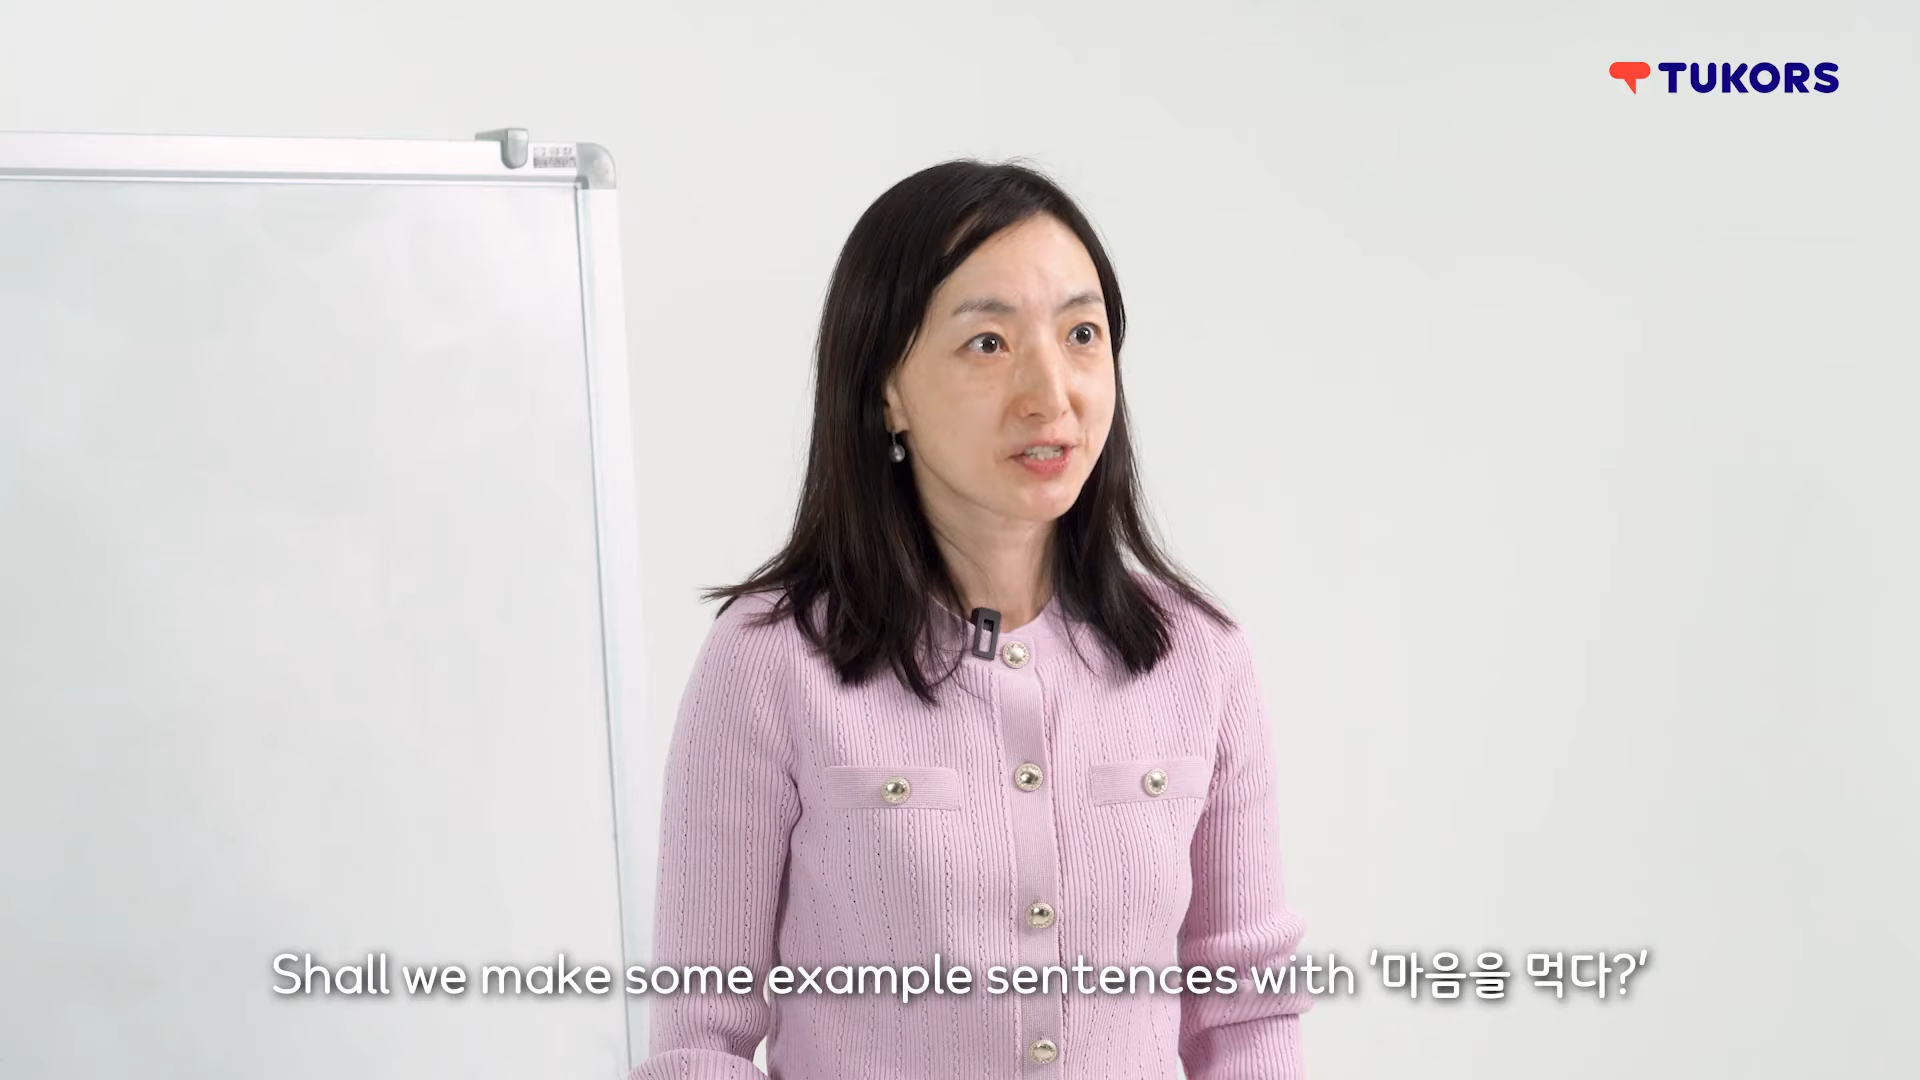 TUKORS
Shall we make some example sentences with '마음을 먹다?'